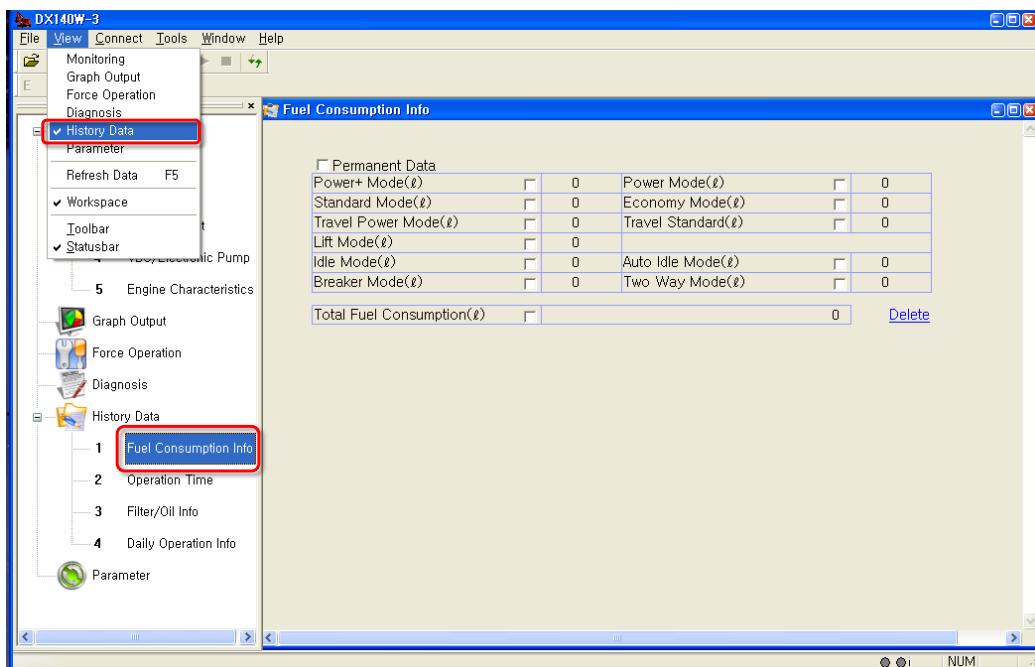 DX140W-3
File View Connect Tools Window Help
E
Monitoring
Graph Output
Force Operation
Diagnosis
✔ History Data
Parameter
Refresh Data F5
✔ Workspace
Toolbar
✔ Statusbar
t
Electronic Pump
5 Engine Characteristics
Graph Output
Force Operation
Diagnosis
History Data
1 Fuel Consumption Info
2 Operation Time
3 Filter/Oil Info
4 Daily Operation Info
Parameter
Fuel Consumption Info
Permanent Data
Power+ Mode(ℓ) 0 Power Mode(ℓ) 0
Standard Mode(ℓ) 0 Economy Mode(ℓ) 0
Travel Power Mode(ℓ) 0 Travel Standard(ℓ) 0
Lift Mode(ℓ) 0
Idle Mode(ℓ) 0 Auto Idle Mode(ℓ) 0
Breaker Mode(ℓ) 0 Two Way Mode(ℓ) 0
Total Fuel Consumption(ℓ) 0 Delete
NUM